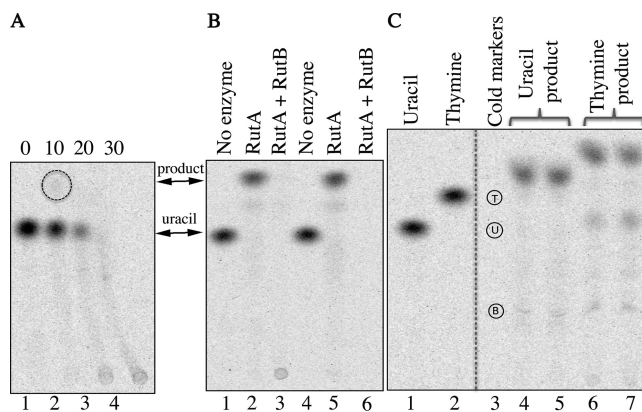 A
0 10 20 30
1 2 3 4
product
uracil
B
No enzyme
RutA
RutA + RutB
No enzyme
RutA
RutA + RutB
1 2 3 4 5 6
C
Uracil
Thymine
Cold markers
Uracil
product
Thymine
product
T
U
B
1 2 3 4 5 6 7